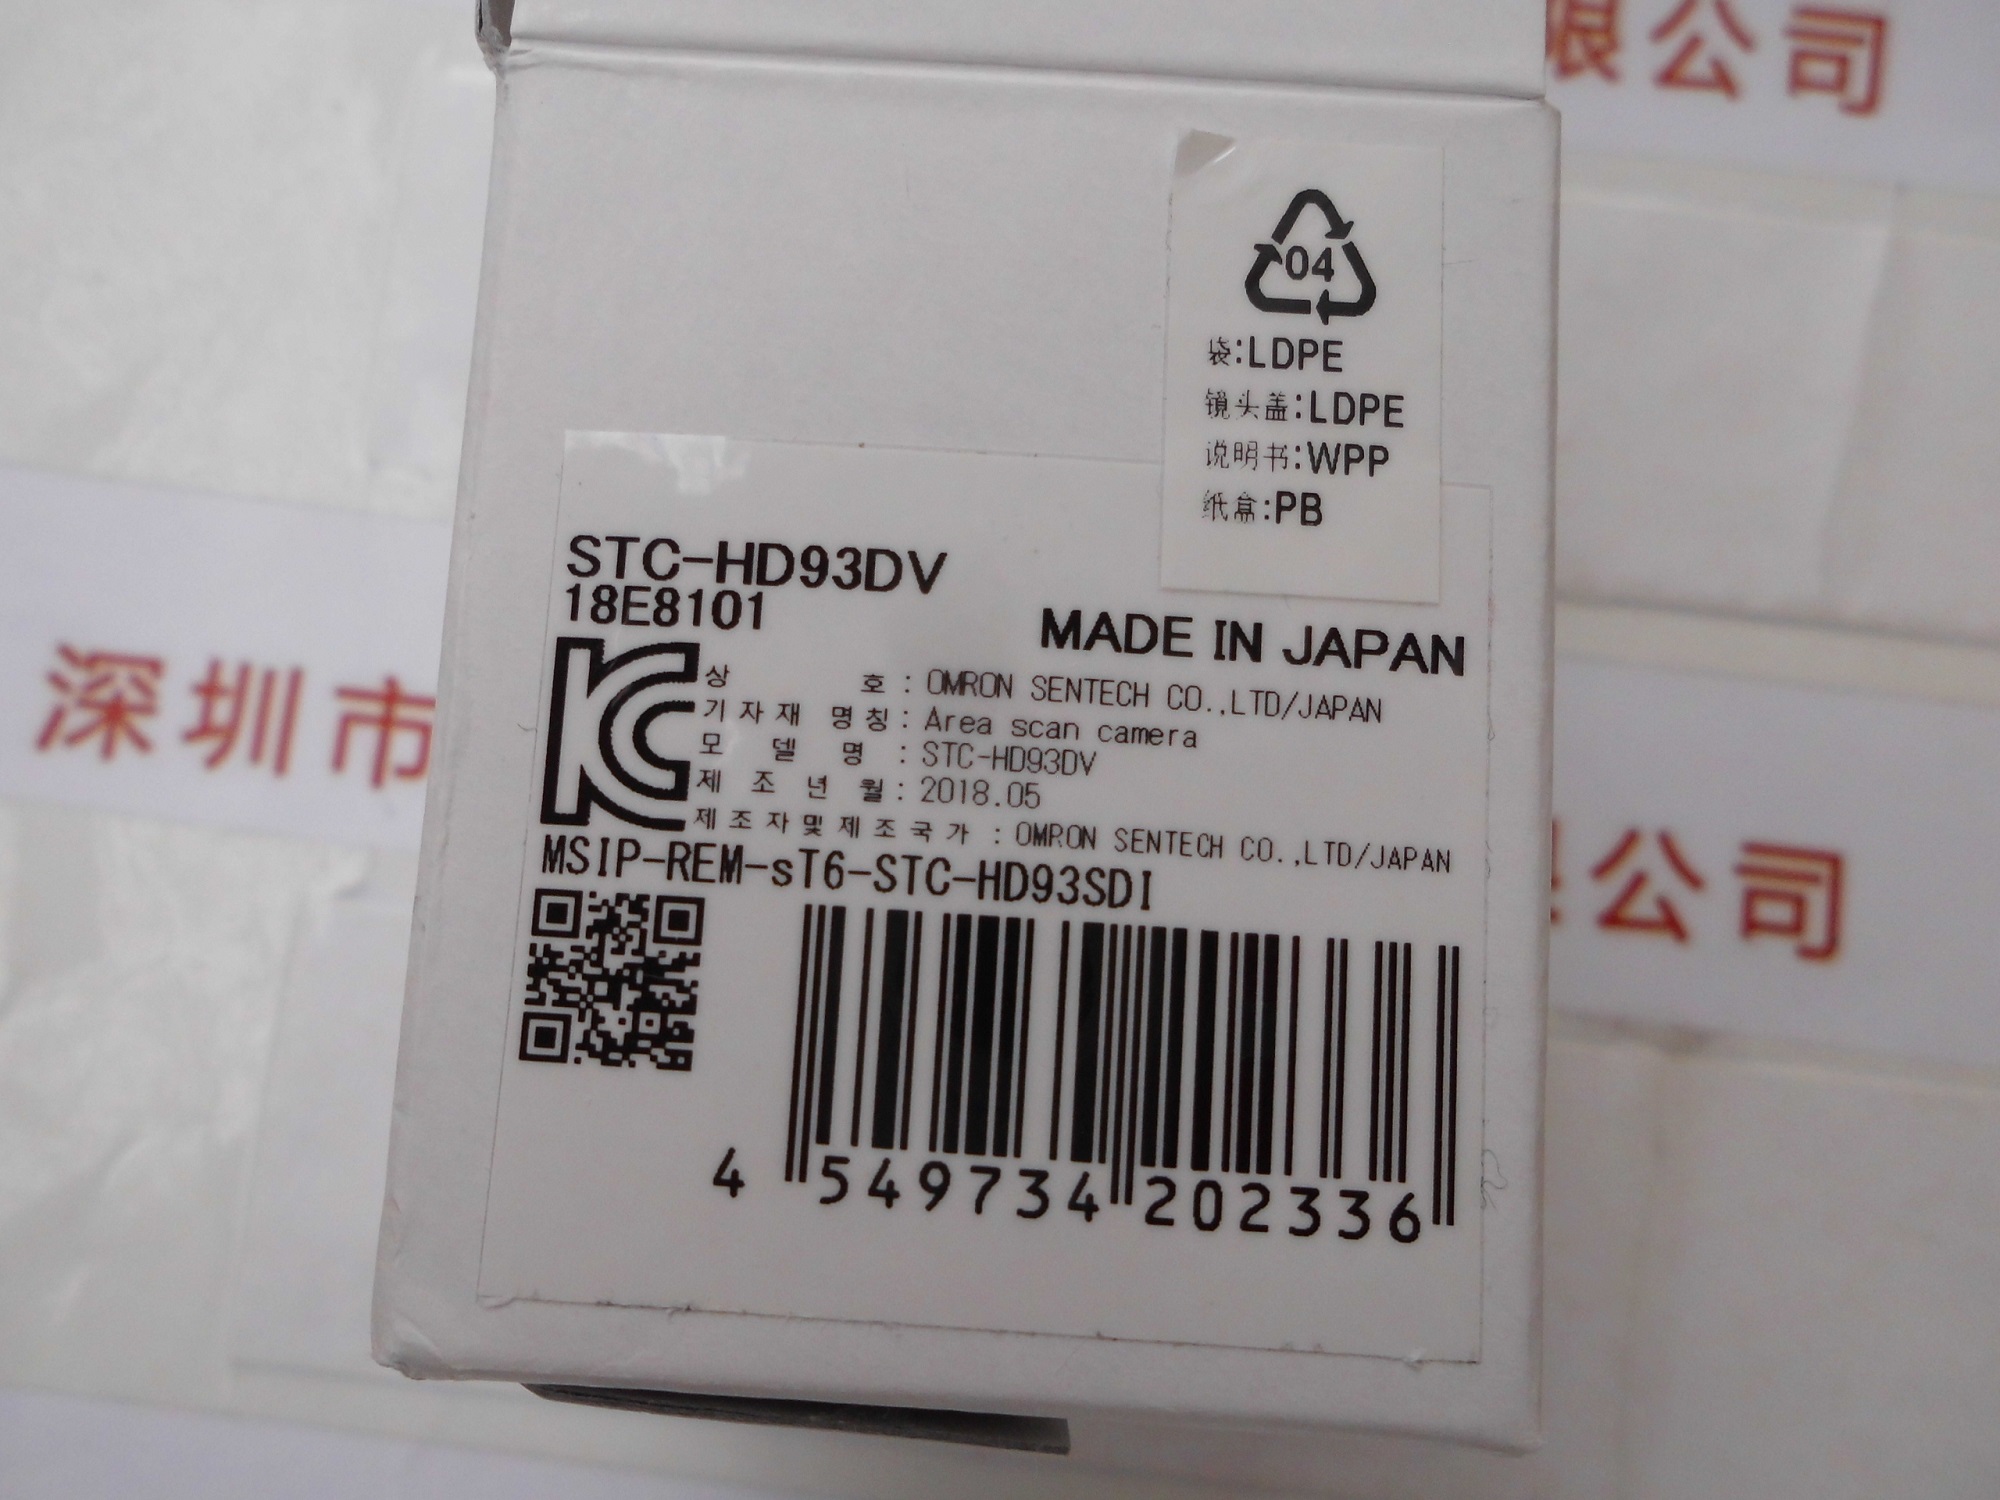 限公司
04
袋:LDPE
镜头盖:LDPE
说明书:WPP
纸盒:PB
STC-HD93DV
18E8101
MADE IN JAPAN
상 호 : OMRON SENTECH CO.,LTD/JAPAN
기자재 명칭 : Area scan camera
모 델 명 : STC-HD93DV
제 조 년 월 : 2018.05
제조자및제조국가 : OMRON SENTECH CO.,LTD/JAPAN
MSIP-REM-sT6-STC-HD93SDI
4 549734 202336
深圳市
公司